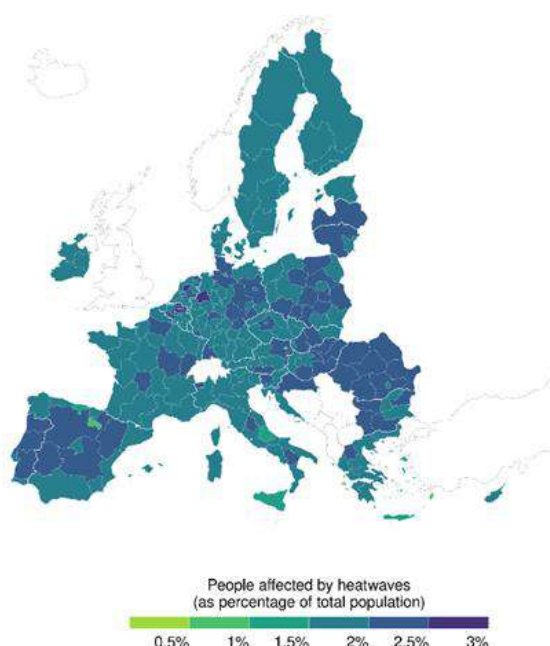 People affected by heatwaves
(as percentage of total population)
0.5% 1% 1.5% 2% 2.5% 3%